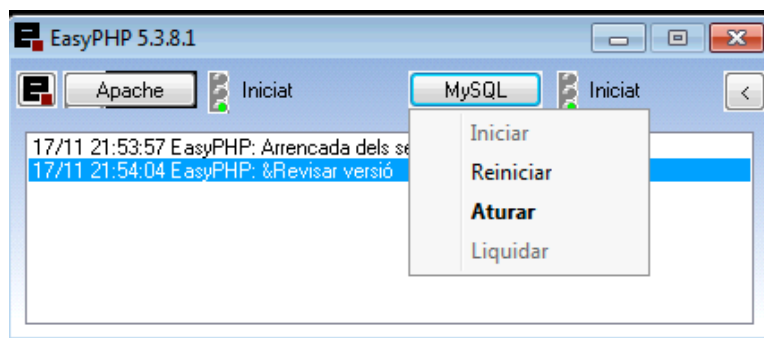 EasyPHP 5.3.8.1
Apache Iniciat MySQL Iniciat
Iniciar
Reiniciar
Aturar
Liquidar
17/11 21:53:57 EasyPHP: Arrencada dels
17/11 21:54:04 EasyPHP: &Revisar versió